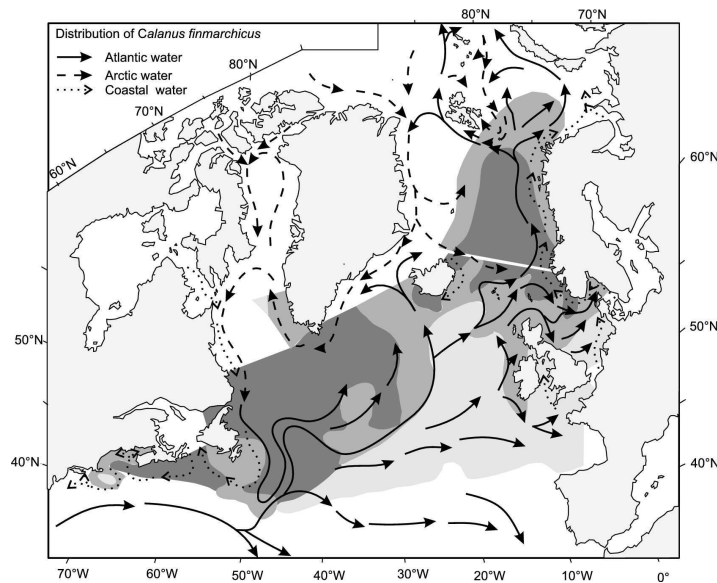 Distribution of Calanus finmarchicus
Atlantic water
Arctic water
Coastal water
80°N
70°N
80°N
70°N
60°N
60°N
50°N
50°N
40°N
40°N
70°W
60°W
50°W
40°W
30°W
20°W
10°W
0°